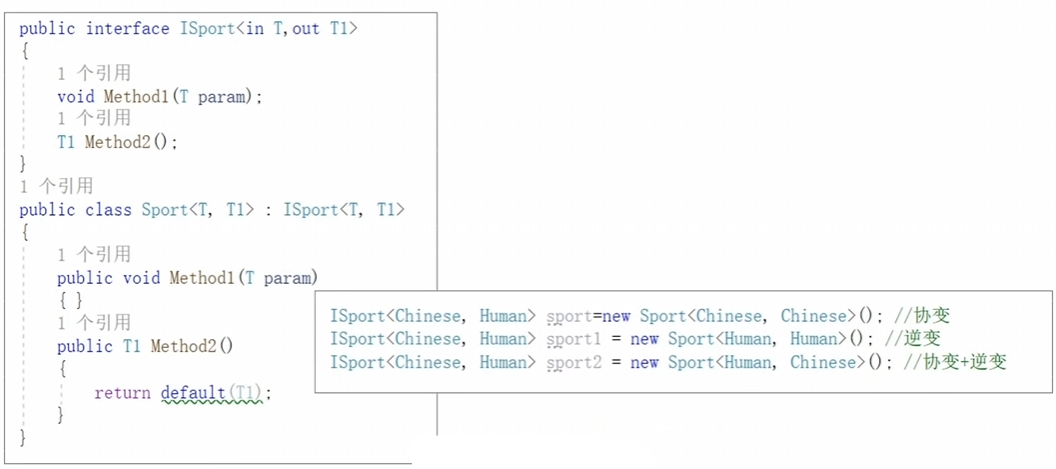 public interface ISport<in T,out T1>
{
1 个引用
void Method1(T param);
1 个引用
T1 Method2();
}
1 个引用
public class Sport<T, T1> : ISport<T, T1>
{
1 个引用
public void Method1(T param)
{ }
1 个引用
public T1 Method2()
{
return default(T1);
}
}
ISport<Chinese, Human> sport=new Sport<Chinese, Chinese>(); //协变
ISport<Chinese, Human> sport1 = new Sport<Human, Human>(); //逆变
ISport<Chinese, Human> sport2 = new Sport<Human, Chinese>(); //协变+逆变